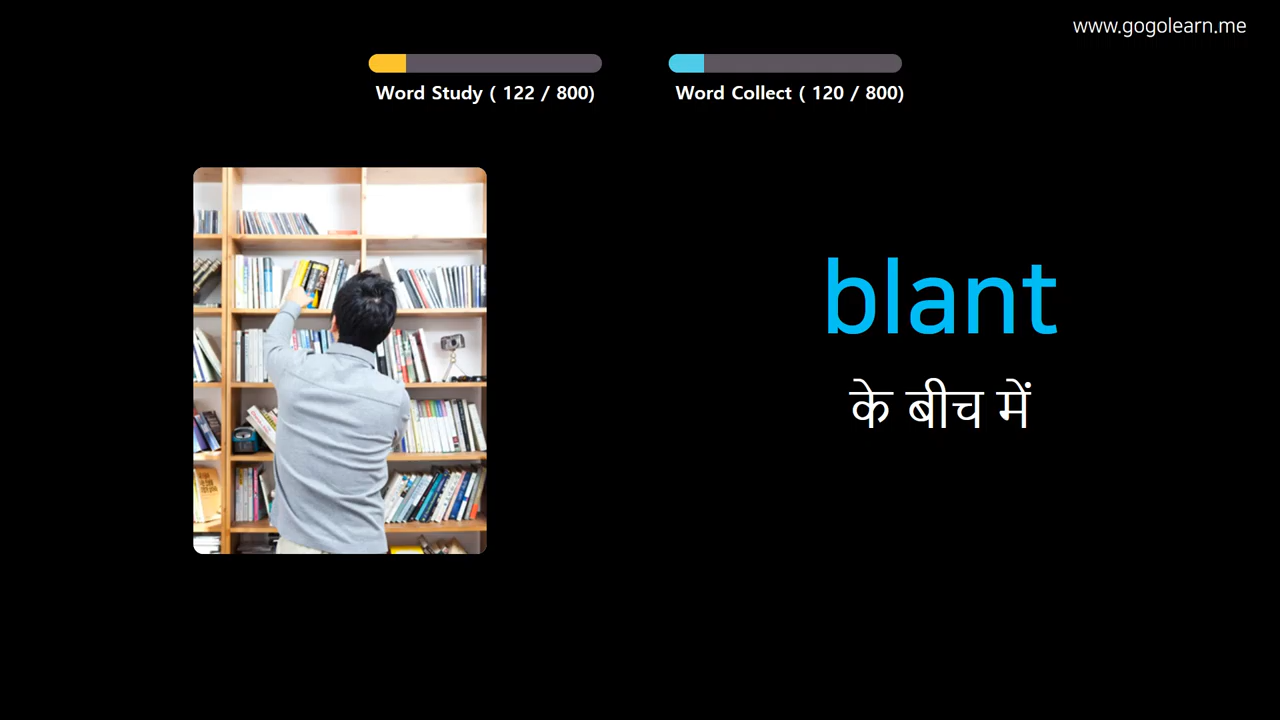 www.gogolearn.me
Word Study ( 122 / 800)
Word Collect ( 120 / 800)
blant
के बीच में